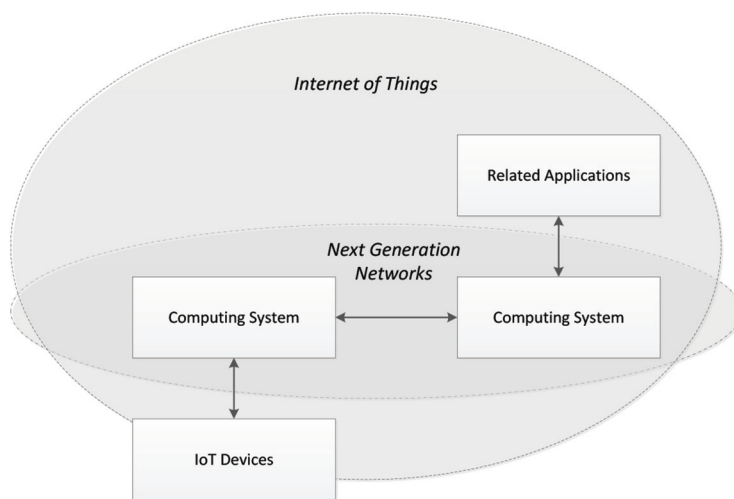 Internet of Things
Related Applications
Next Generation
Networks
Computing System
Computing System
IoT Devices